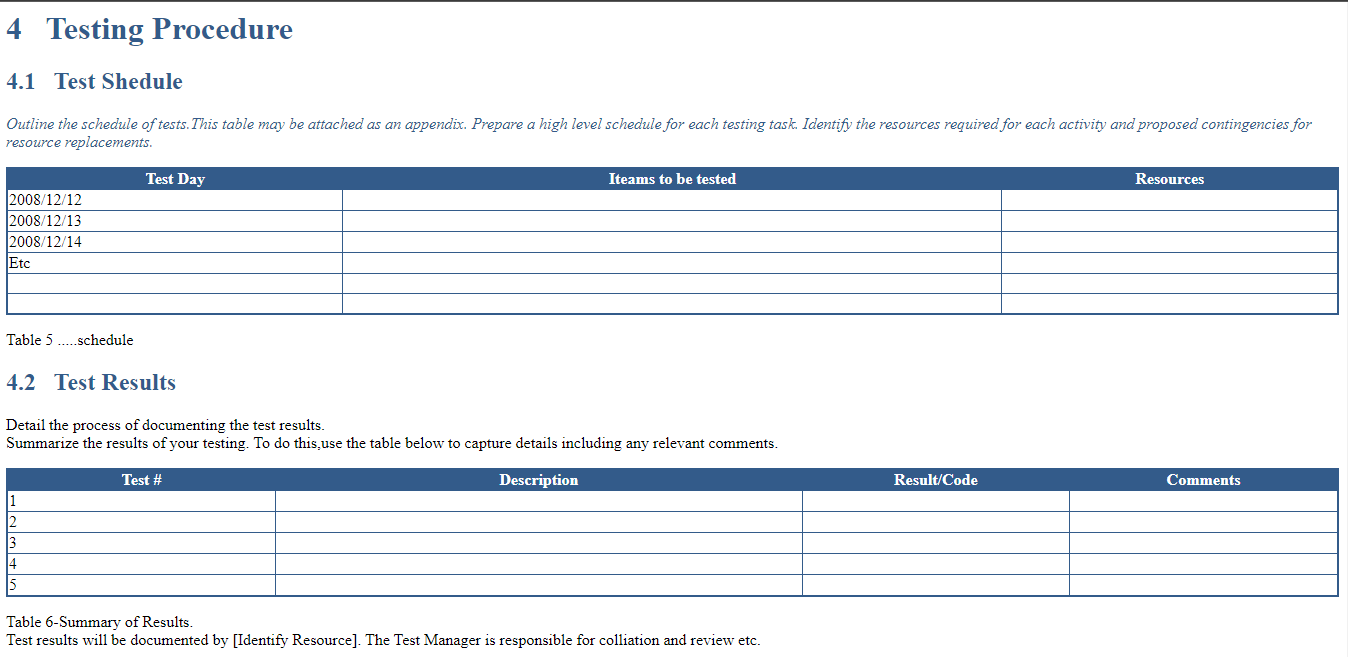 4 Testing Procedure
4.1 Test Shedule
Outline the schedule of tests.This table may be attached as an appendix. Prepare a high level schedule for each testing task. Identify the resources required for each activity and proposed contingencies for
resource replacements.
Test Day Iteams to be tested Resources
2008/12/12
2008/12/13
2008/12/14
Etc
Table 5 .....schedule
4.2 Test Results
Detail the process of documenting the test results.
Summarize the results of your testing. To do this,use the table below to capture details including any relevant comments.
Test # Description Result/Code Comments
1
2
3
4
5
Table 6-Summary of Results.
Test results will be documented by [Identify Resource]. The Test Manager is responsible for colliation and review etc.